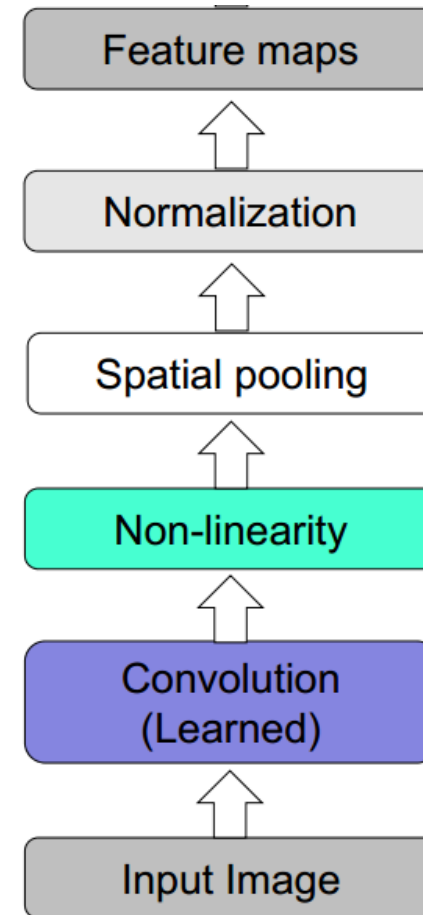 Feature maps
Normalization
Spatial pooling
Non-linearity
Convolution
(Learned)
Input Image